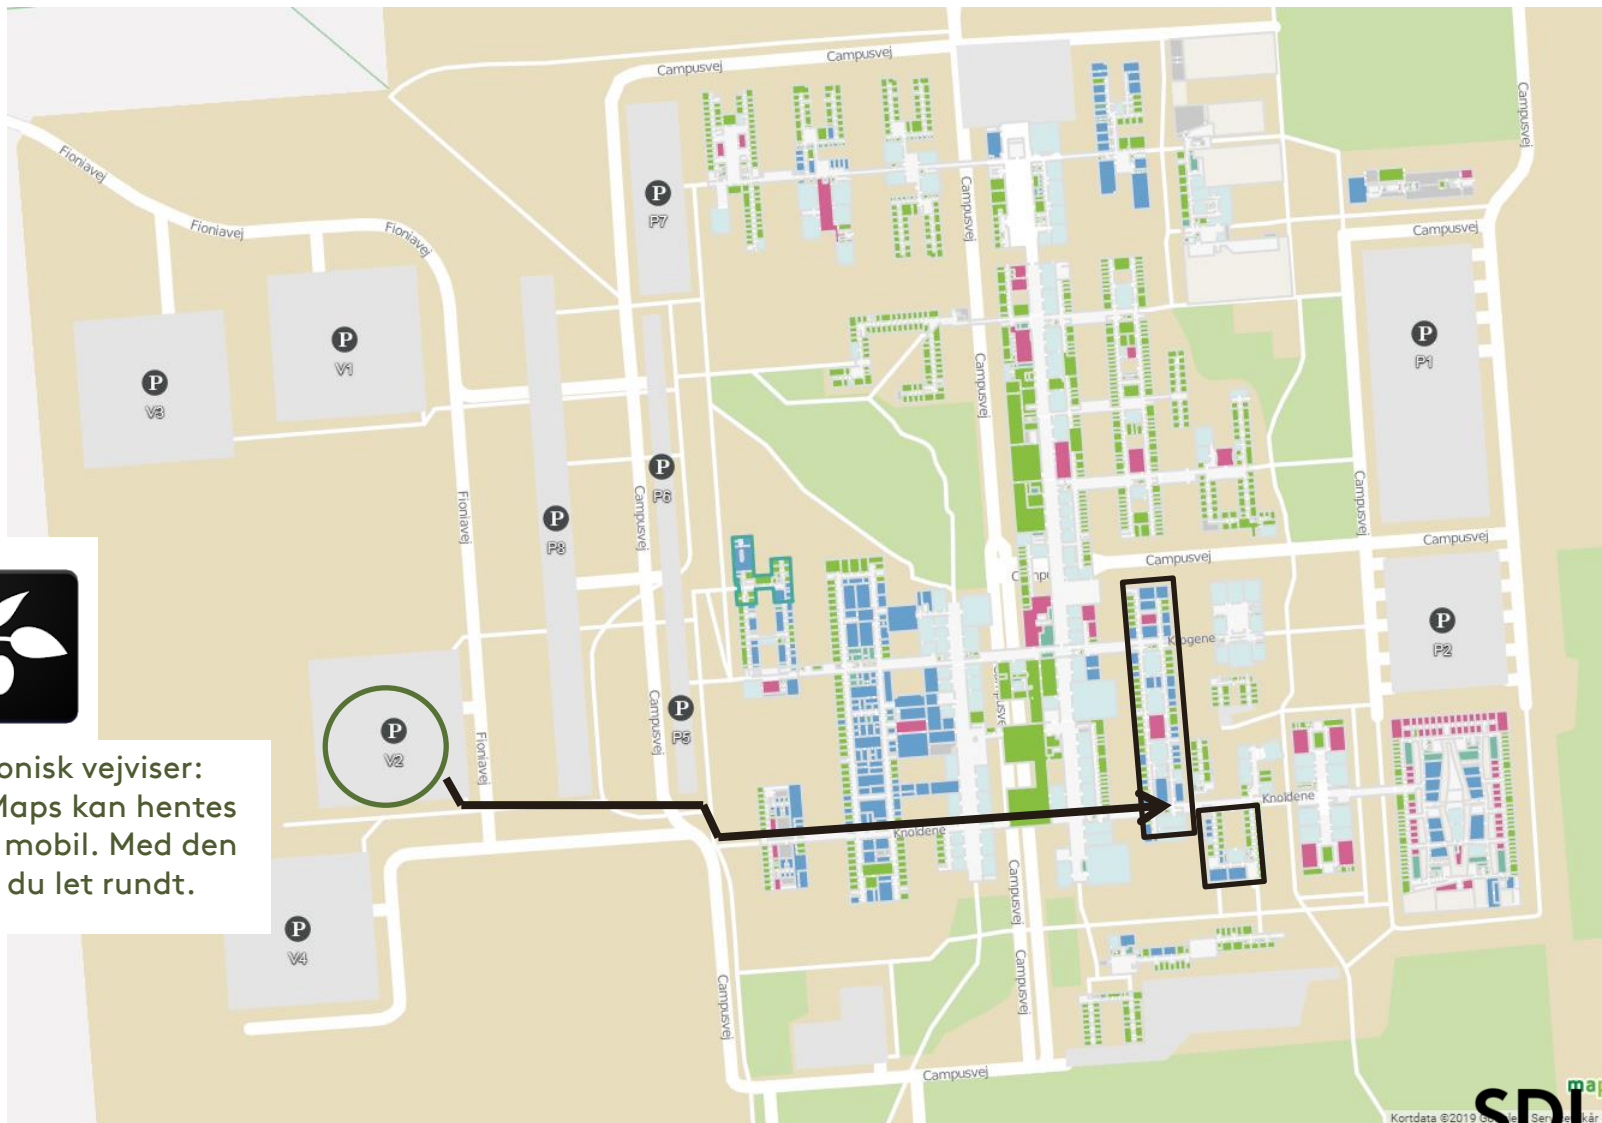 Campusvej
Campusvej
Campusvej
Fioniavej
Fioniavej
Fioniavej
P
P7
Campusvej
Campusvej
P
V1
P
V3
P
P1
Campusvej
P
P6
Fioniavej
Campusvej
P
P8
Campusvej
Campusvej
Campusvej
P
P2
Knoldene
Campusvej
P
P5
Fioniavej
P
V2
onisk vejviser:
Maps kan hentes
mobil. Med den
du let rundt.
Knoldene
Campusvej
P
V4
Campusvej
Campusvej
Campusvej
Kortdata ©2019